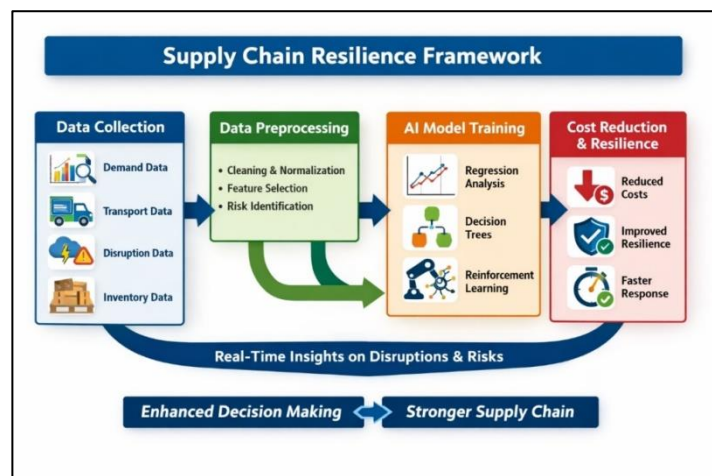 Supply Chain Resilience Framework
Data Collection
Demand Data
Transport Data
Disruption Data
Inventory Data
Data Preprocessing
• Cleaning & Normalization
• Feature Selection
• Risk Identification
AI Model Training
Regression
Analysis
Decision
Trees
Reinforcement
Learning
Cost Reduction
& Resilience
$
Reduced
Costs
Improved
Resilience
Faster
Response
Real-Time Insights on Disruptions & Risks
Enhanced Decision Making
Stronger Supply Chain